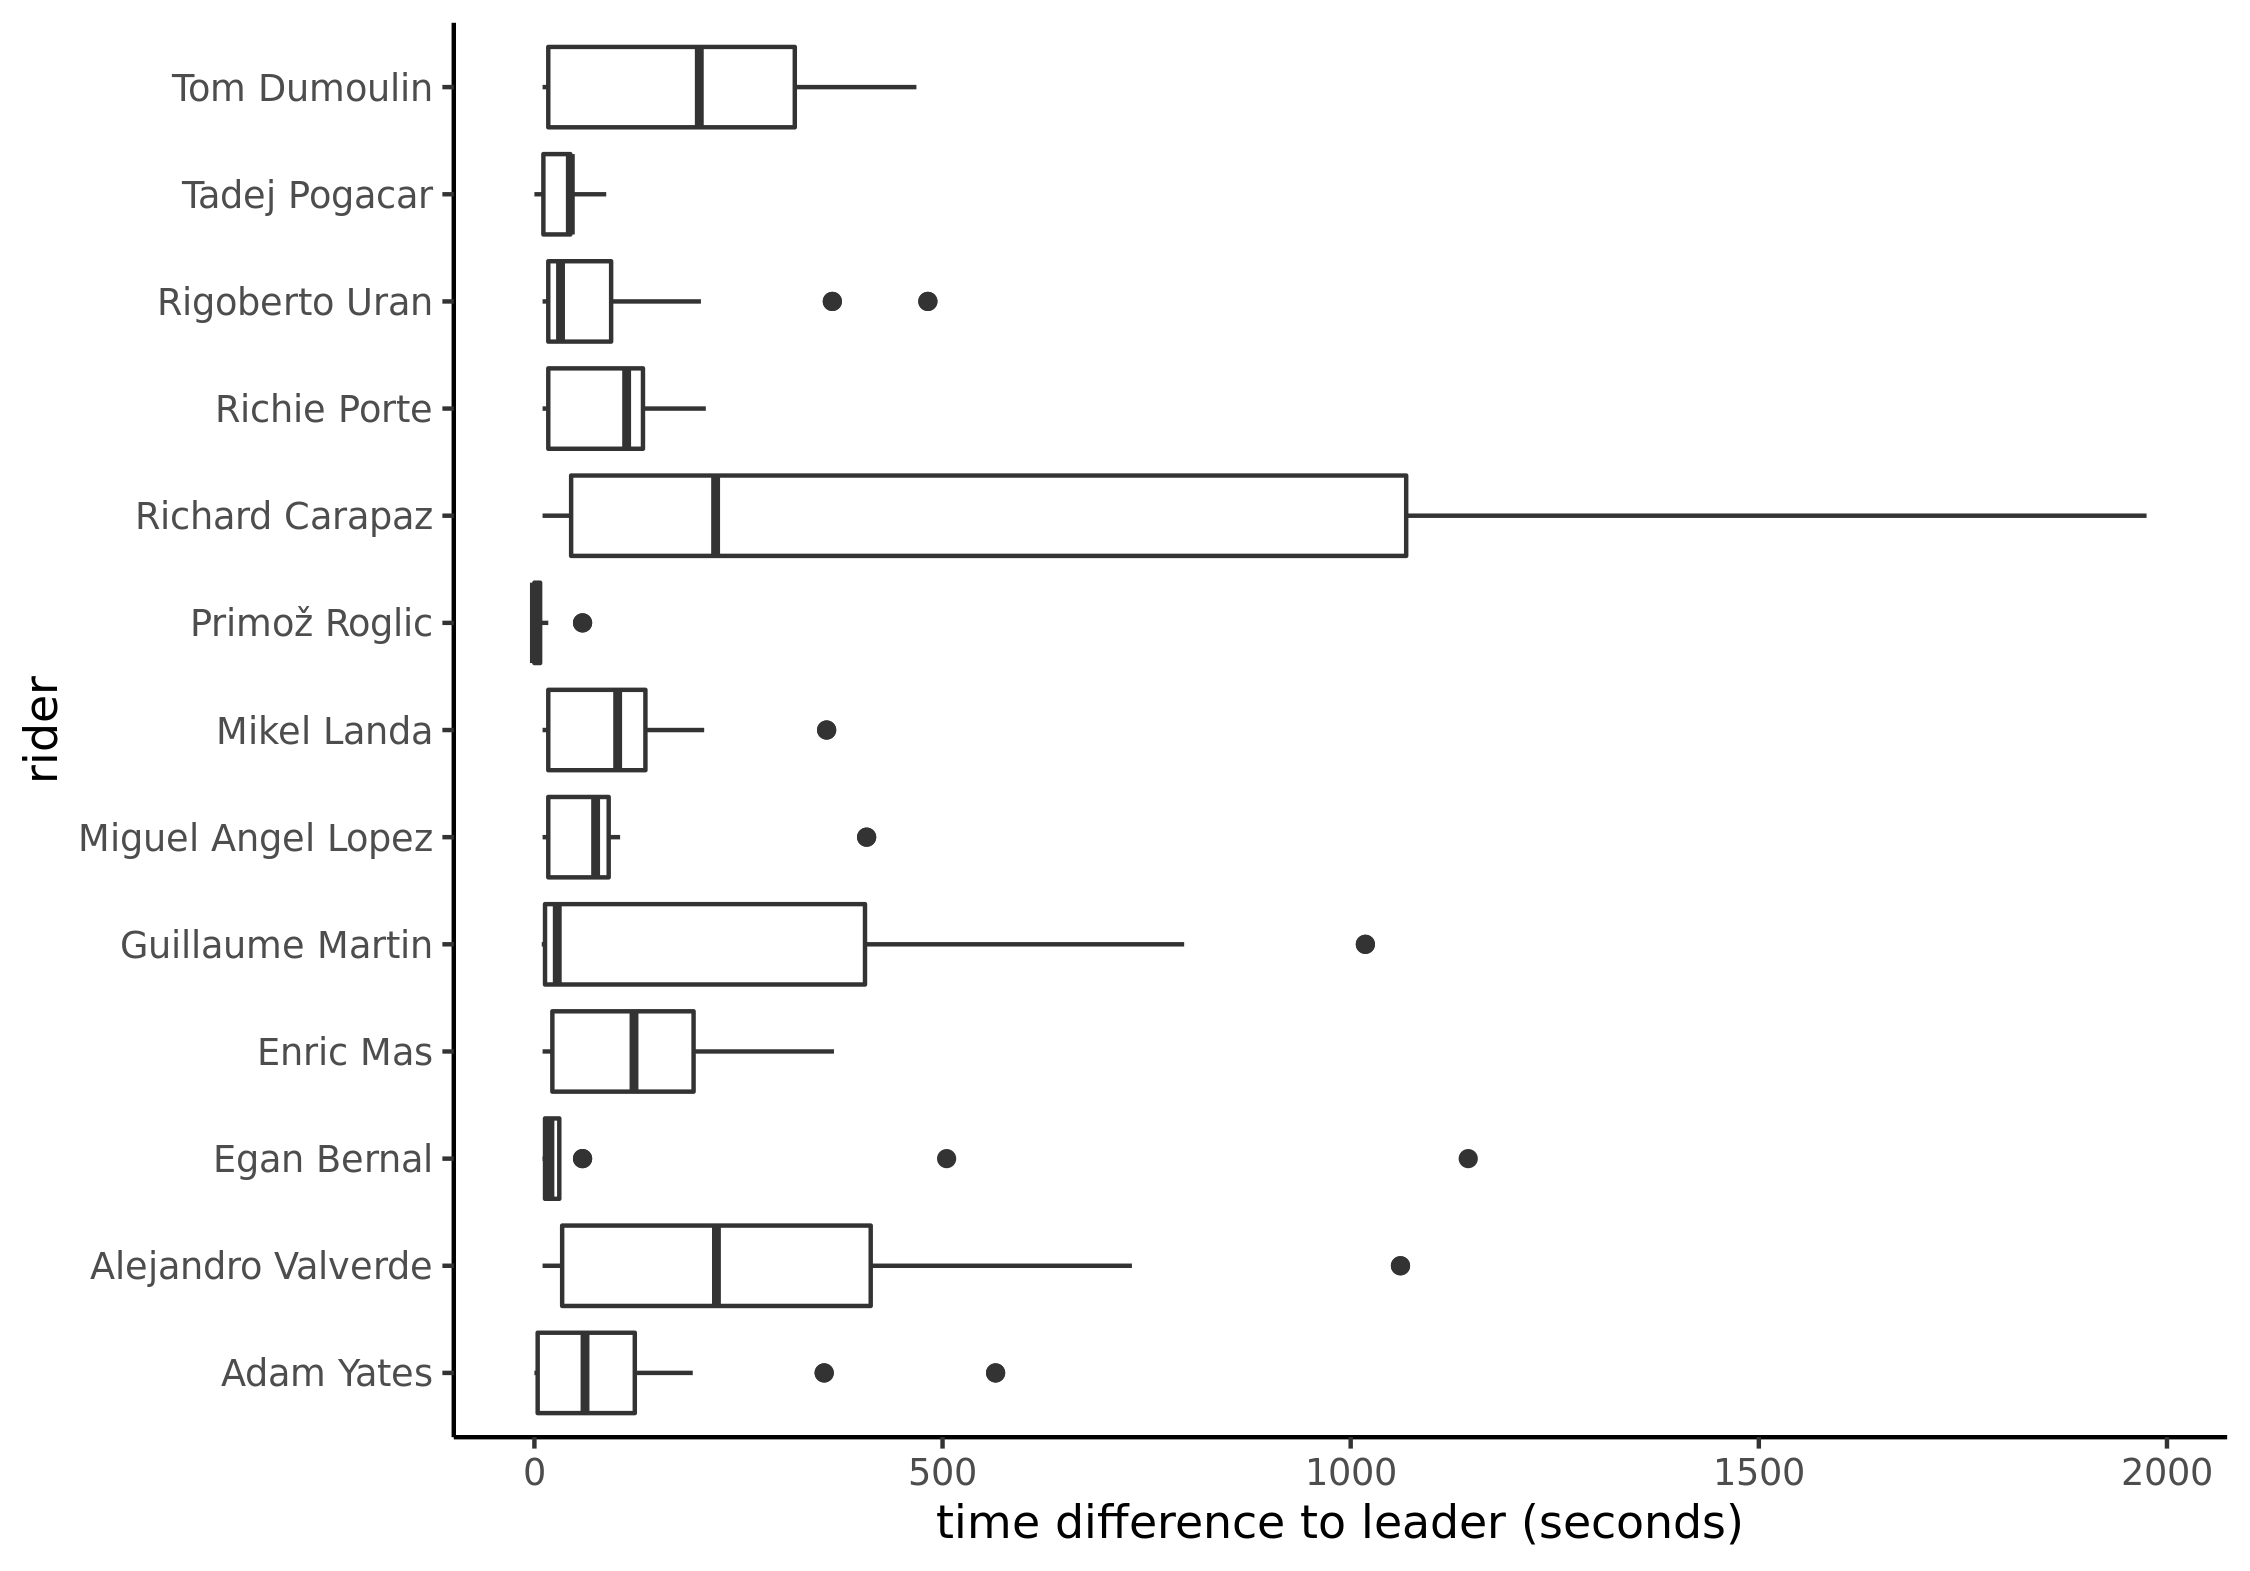 Tom Dumoulin
Tadej Pogacar
Rigoberto Uran
Richie Porte
Richard Carapaz
Primož Roglic
Mikel Landa
Miguel Angel Lopez
Guillaume Martin
Enric Mas
Egan Bernal
Alejandro Valverde
Adam Yates
rider
0 500 1000 1500 2000
time difference to leader (seconds)